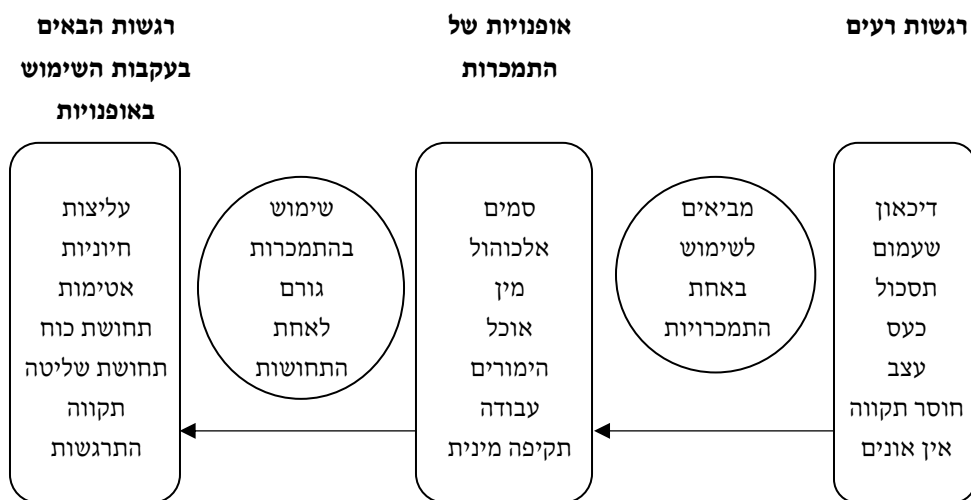 רגשות רעים
אופנויות של
התמכרות
רגשות הבאים
בעקבות השימוש
באופנויות
דיכאון
שעמום
תסכול
כעס
עצב
חוסר תקווה
אין אונים
מביאים
לשימוש
באחת
התמכרויות
סמים
אלכוהול
מין
אוכל
הימורים
עבודה
תקיפה מינית
שימוש
בהתמכרות
גורם
לאחת
התחושות
עליצות
חיוניות
אטימות
תחושת כוח
תחושת שליטה
תקווה
התרגשות